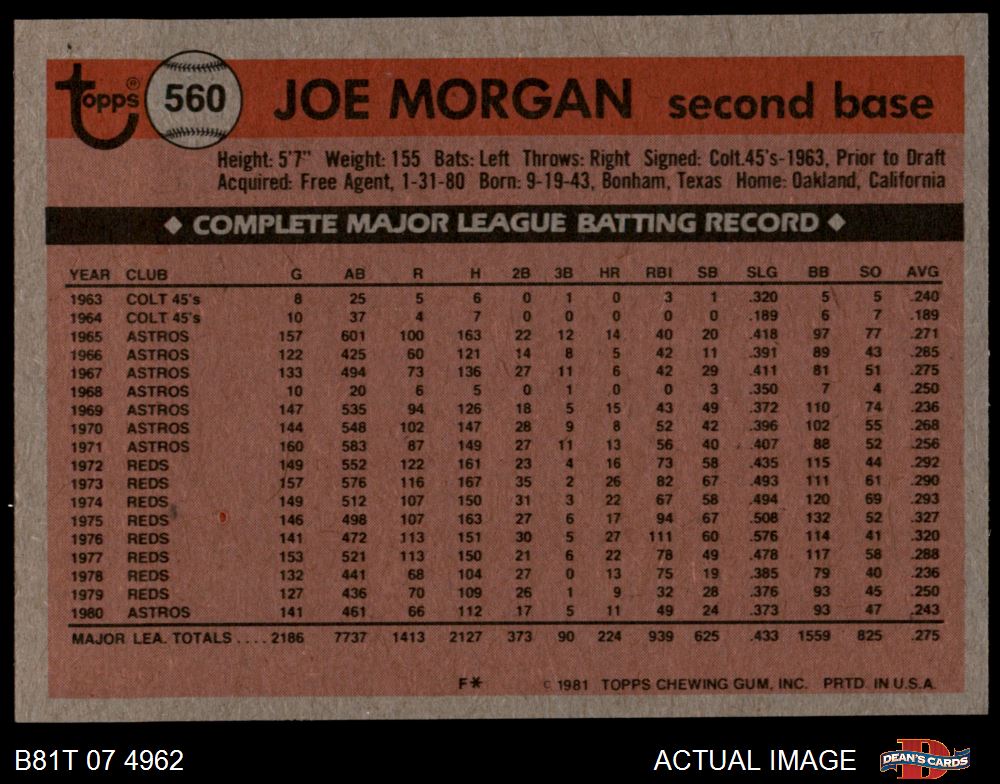 Topps® 560 JOE MORGAN second base
Height: 5'7" Weight: 155 Bats: Left Throws: Right Signed: Colt.45's-1963, Prior to Draft
Acquired: Free Agent, 1-31-80 Born: 9-19-43, Bonham, Texas Home: Oakland, California
◆ COMPLETE MAJOR LEAGUE BATTING RECORD ◆
YEAR CLUB G AB R H 2B 3B HR RBI SB SLG BB SO AVG
1963 COLT 45's 8 25 5 6 0 1 0 3 1 .320 5 5 .240
1964 COLT 45's 10 37 4 7 0 0 0 0 0 .189 6 7 .189
1965 ASTROS 157 601 100 163 22 12 14 40 20 .418 97 77 .271
1966 ASTROS 122 425 60 121 14 8 5 42 11 .391 89 43 .285
1967 ASTROS 133 494 73 136 27 11 6 42 29 .411 81 51 .275
1968 ASTROS 10 20 6 5 0 1 0 0 3 .350 7 4 .250
1969 ASTROS 147 535 94 126 18 5 15 43 49 .372 110 74 .236
1970 ASTROS 144 548 102 147 28 9 8 52 42 .396 102 55 .268
1971 ASTROS 160 583 87 149 27 11 13 56 40 .407 88 52 .256
1972 REDS 149 552 122 161 23 4 16 73 58 .435 115 44 .292
1973 REDS 157 576 116 167 35 2 26 82 67 .493 111 61 .290
1974 REDS 149 512 107 150 31 3 22 67 58 .494 120 69 .293
1975 REDS 146 498 107 163 27 6 17 94 67 .508 132 52 .327
1976 REDS 141 472 113 151 30 5 27 111 60 .576 114 41 .320
1977 REDS 153 521 113 150 21 6 22 78 49 .478 117 58 .288
1978 REDS 132 441 68 104 27 0 13 75 19 .385 79 40 .236
1979 REDS 127 436 70 109 26 1 9 32 28 .376 93 45 .250
1980 ASTROS 141 461 66 112 17 5 11 49 24 .373 93 47 .243
MAJOR LEA. TOTALS .... 2186 7737 1413 2127 373 90 224 939 625 .433 1559 825 .275
F* © 1981 TOPPS CHEWING GUM, INC. PRTD. IN U.S.A.
B81T 07 4962 ACTUAL IMAGE D DEAN'S CARDS